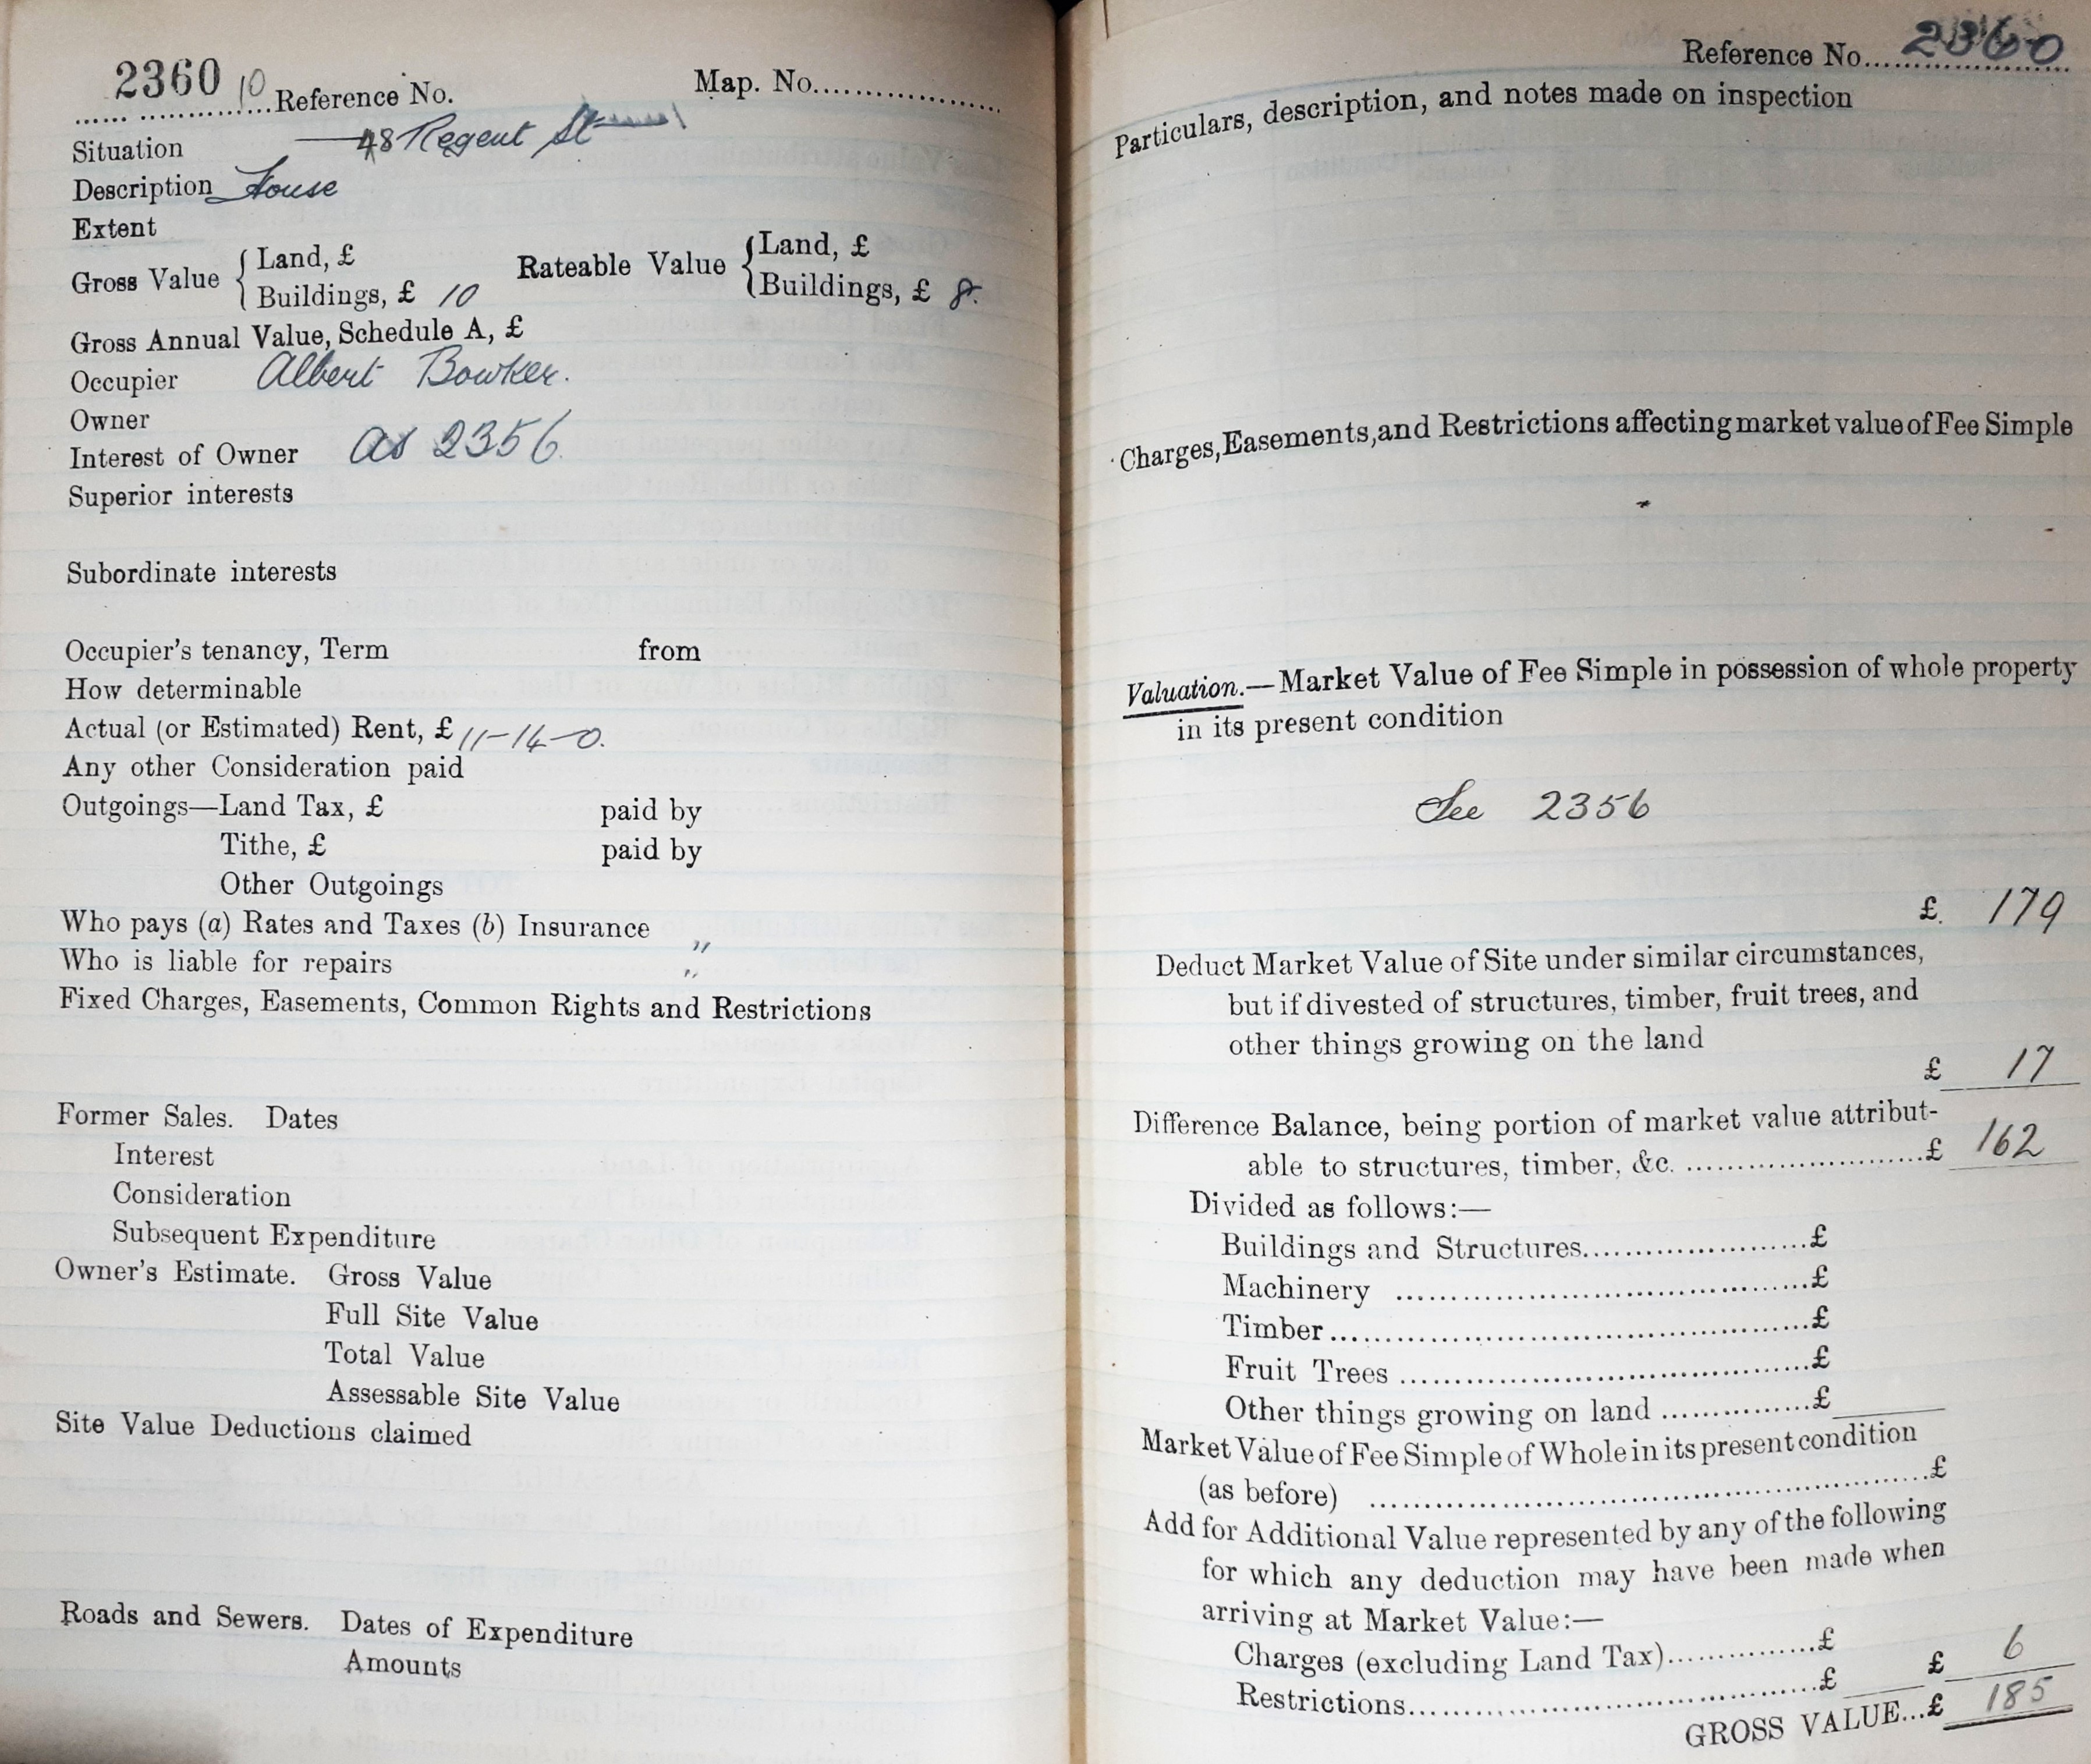 2360 10 Reference No. Map. No.
Situation 48 Regent St
Description House
Extent
Gross Value { Land, £ Rateable Value { Land, £
Buildings, £ 10 Buildings, £ 8.
Gross Annual Value, Schedule A, £
Occupier Albert Bowker.
Owner
Interest of Owner as 2356.
Superior interests
Subordinate interests
Occupier's tenancy, Term from
How determinable
Actual (or Estimated) Rent, £ 11-14-0.
Any other Consideration paid
Outgoings—Land Tax, £ paid by
Tithe, £ paid by
Other Outgoings
Who pays (a) Rates and Taxes (b) Insurance "
Who is liable for repairs "
Fixed Charges, Easements, Common Rights and Restrictions
Former Sales. Dates
Interest
Consideration
Subsequent Expenditure
Owner's Estimate. Gross Value
Full Site Value
Total Value
Assessable Site Value
Site Value Deductions claimed
Roads and Sewers. Dates of Expenditure
Amounts
Reference No. 2360
Particulars, description, and notes made on inspection
Charges, Easements, and Restrictions affecting market value of Fee Simple
Valuation.—Market Value of Fee Simple in possession of whole property
in its present condition
See 2356
£. 179
Deduct Market Value of Site under similar circumstances,
but if divested of structures, timber, fruit trees, and
other things growing on the land
£ 17
Difference Balance, being portion of market value attribut-
able to structures, timber, &c. £ 162
Divided as follows:—
Buildings and Structures £
Machinery £
Timber £
Fruit Trees £
Other things growing on land £
Market Value of Fee Simple of Whole in its present condition
(as before) £
Add for Additional Value represented by any of the following
for which any deduction may have been made when
arriving at Market Value:—
Charges (excluding Land Tax) £
Restrictions £ £ 6
GROSS VALUE...£ 185